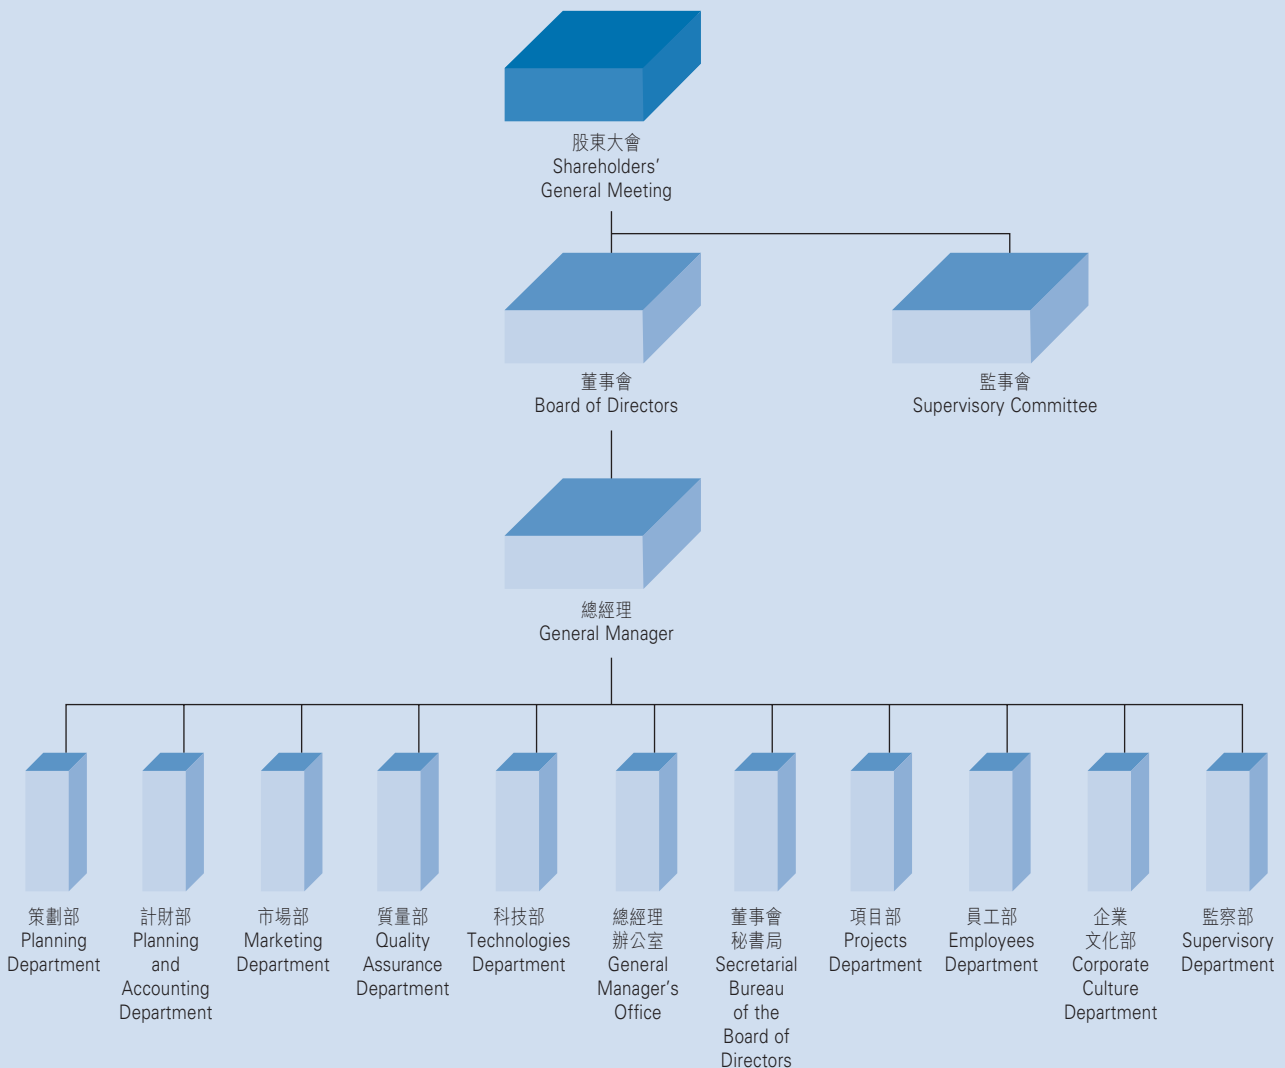 股東大會
Shareholders'
General Meeting
董事會
Board of Directors
監事會
Supervisory Committee
總經理
General Manager
策劃部
Planning
Department
計財部
Planning
and
Accounting
Department
市場部
Marketing
Department
質量部
Quality
Assurance
Department
科技部
Technologies
Department
總經理
辦公室
General
Manager's
Office
董事會
秘書局
Secretarial
Bureau
of the
Board of
Directors
項目部
Projects
Department
員工部
Employees
Department
企業
文化部
Corporate
Culture
Department
監察部
Supervisory
Department